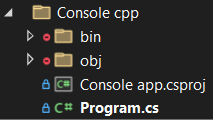 Console cpp
bin
obj
C# Console app.csproj
C# Program.cs